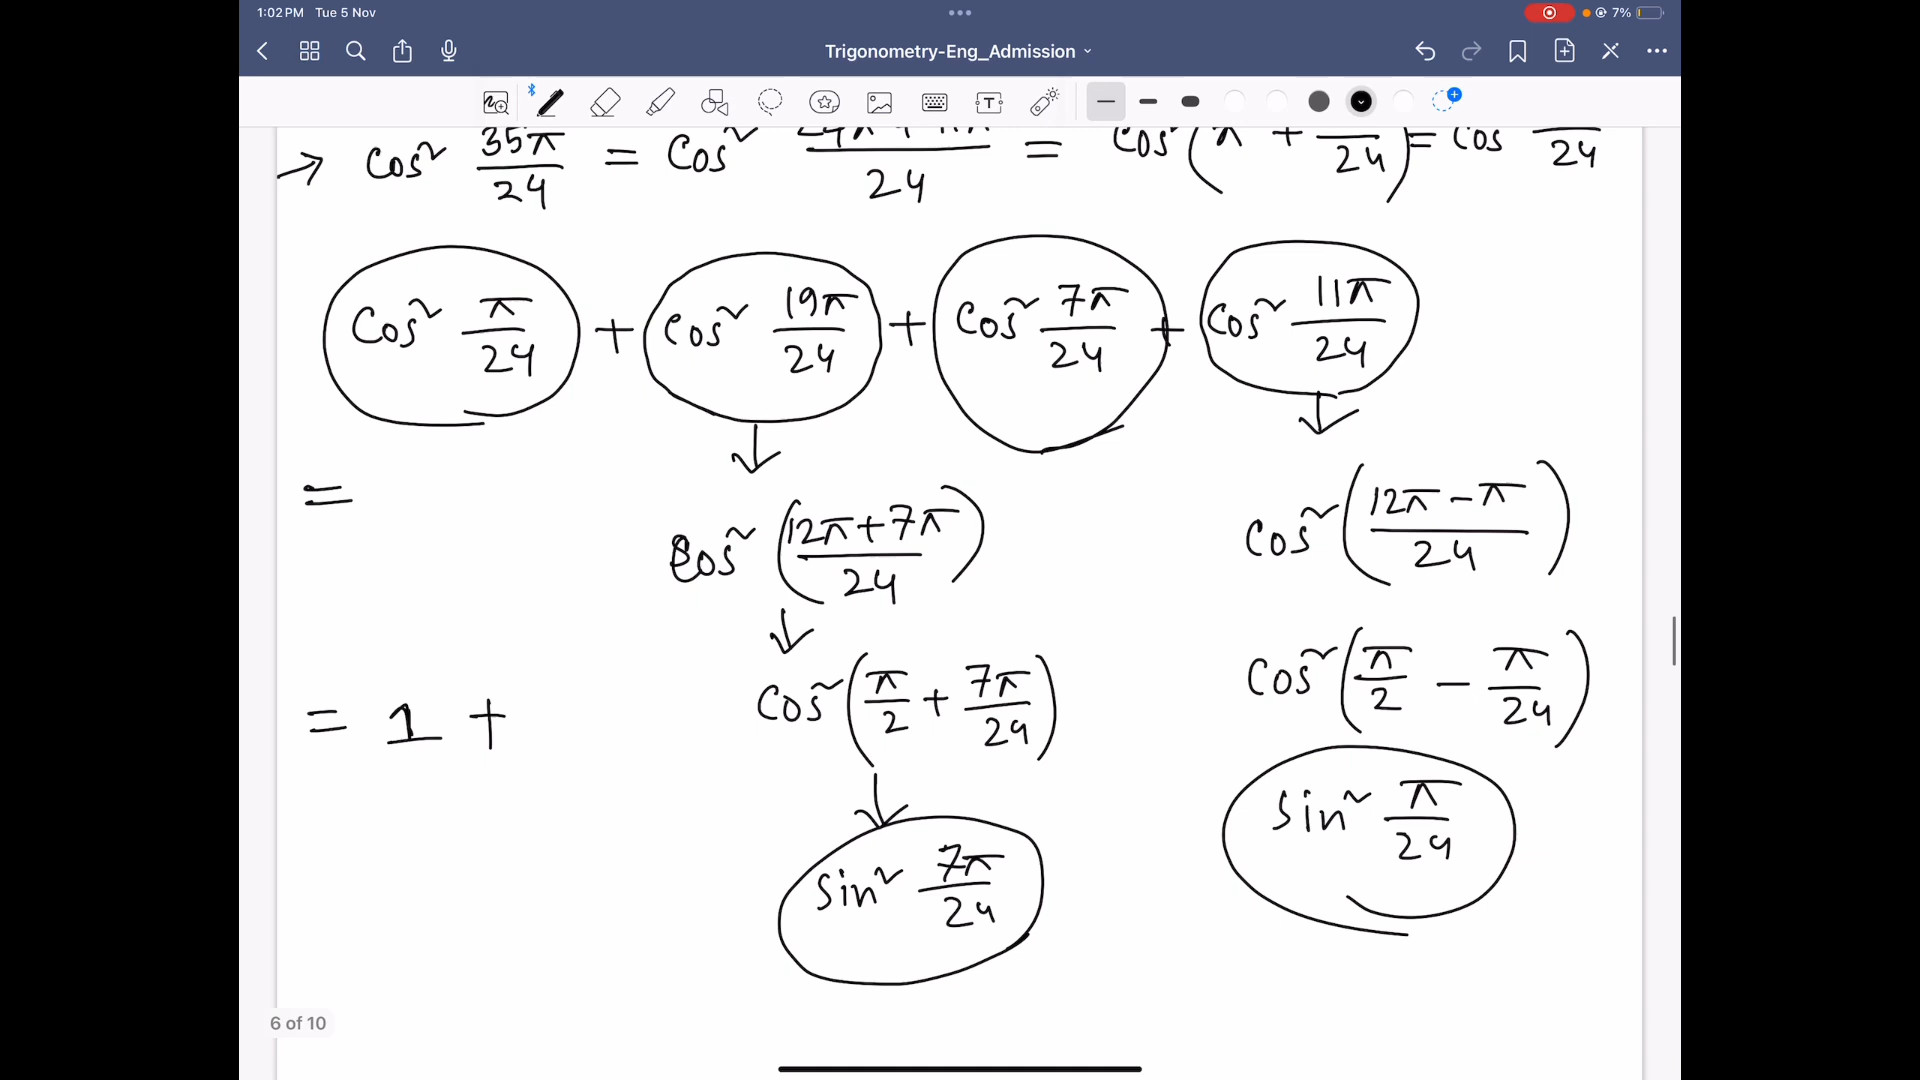 1:02 PM Tue 5 Nov 7%
Trigonometry-Eng_Admission
→ Cos² 35π/24 = Cos² /24 = Cos² (π + /24) = Cos /24
Cos² π/24 + Cos² 19π/24 + Cos² 7π/24 + Cos² 11π/24
= Cos² (12π+7π/24) Cos² (12π-π/24)
= 1 + Cos² (π/2 + 7π/24) Cos² (π/2 - π/24)
Sin² 7π/24 Sin² π/24
6 of 10